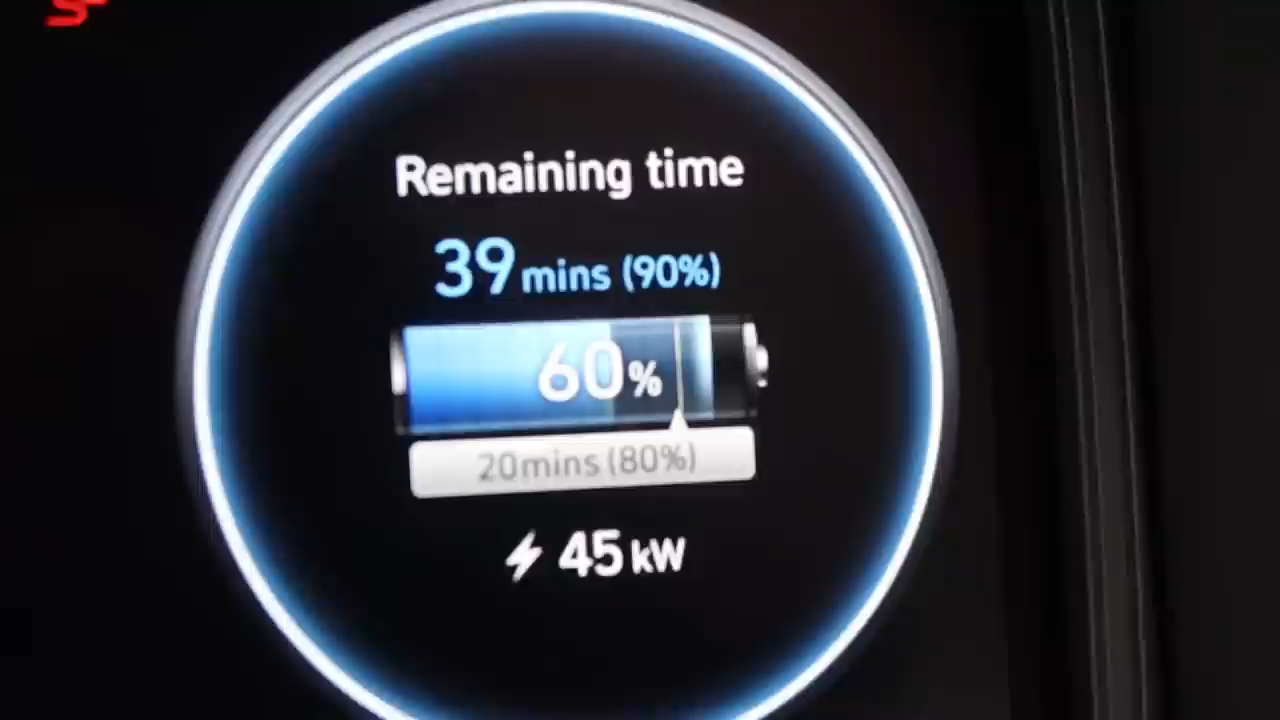 Remaining time
39 mins (90%)
60%
20mins (80%)
45 kW